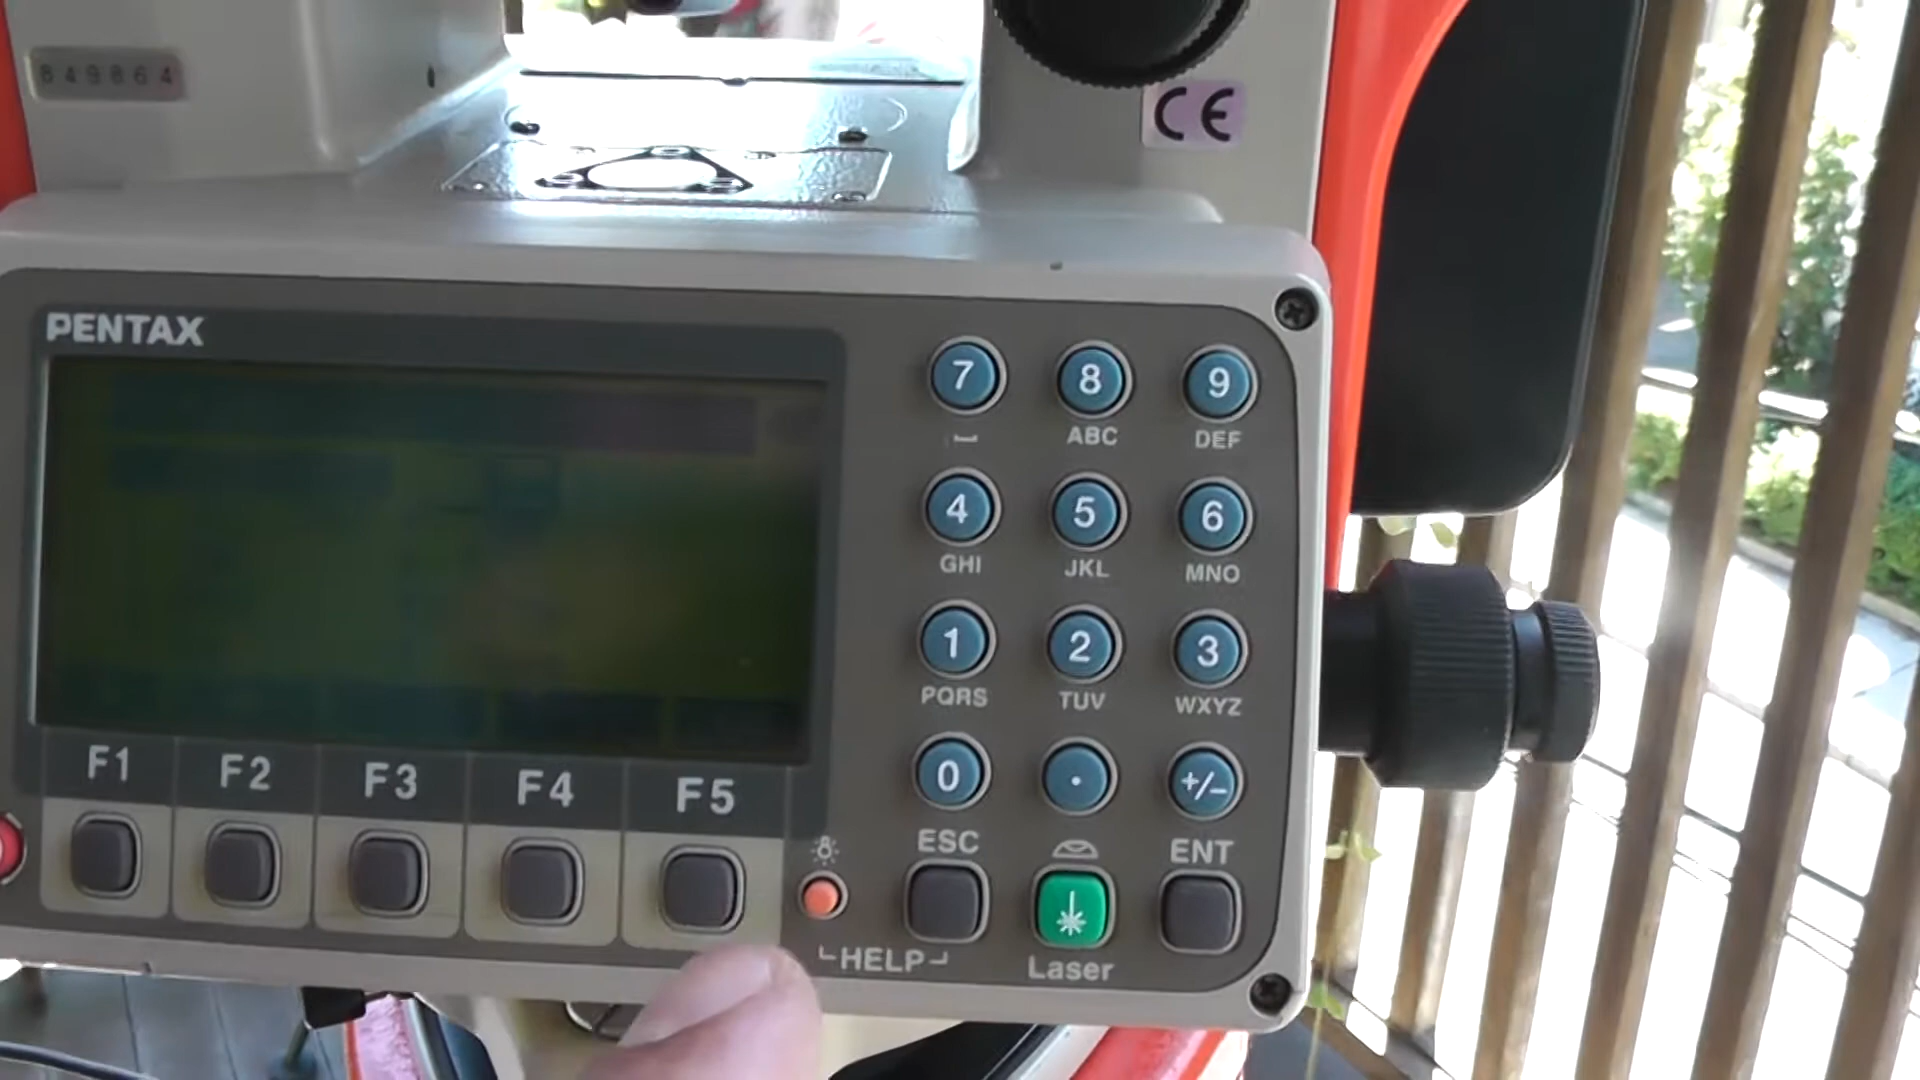 849864
CE
PENTAX
7 8 9
ABC DEF
4 5 6
GHI JKL MNO
1 2 3
PQRS TUV WXYZ
0 . +/−
F1 F2 F3 F4 F5
ESC ENT
HELP Laser